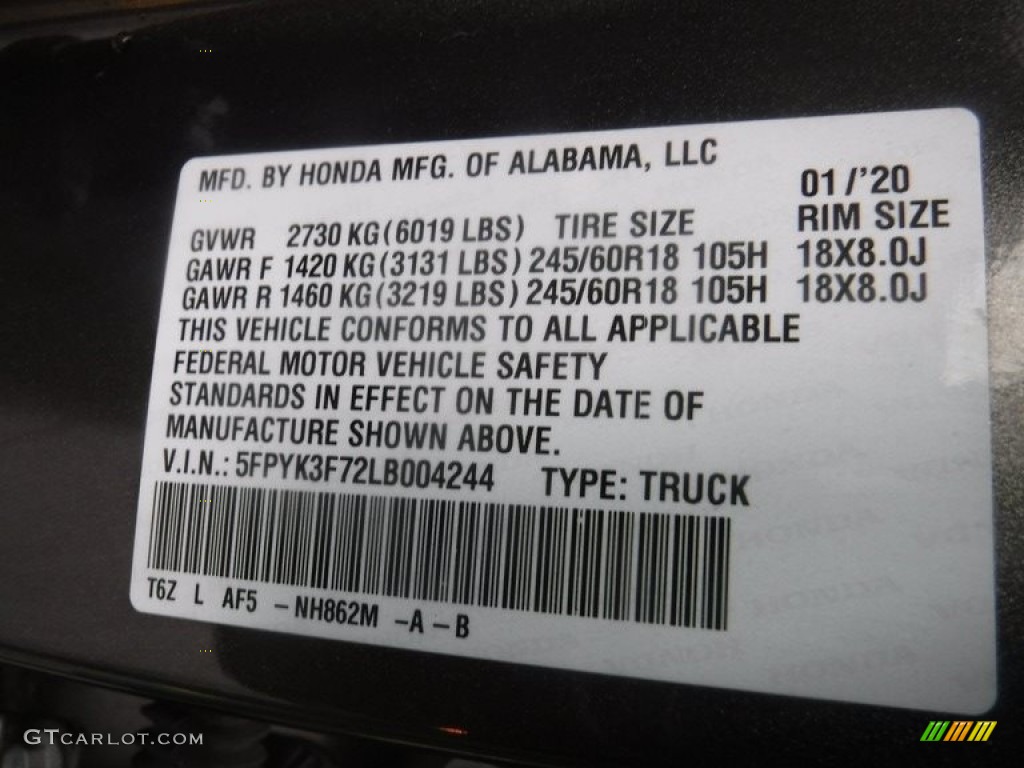 MFD. BY HONDA MFG. OF ALABAMA, LLC
01/'20
GVWR 2730 KG(6019 LBS) TIRE SIZE RIM SIZE
GAWR F 1420 KG(3131 LBS) 245/60R18 105H 18X8.0J
GAWR R 1460 KG(3219 LBS) 245/60R18 105H 18X8.0J
THIS VEHICLE CONFORMS TO ALL APPLICABLE
FEDERAL MOTOR VEHICLE SAFETY
STANDARDS IN EFFECT ON THE DATE OF
MANUFACTURE SHOWN ABOVE.
V.I.N.: 5FPYK3F72LB004244 TYPE: TRUCK
T6Z L AF5 -NH862M -A-B
GTCARLOT.COM